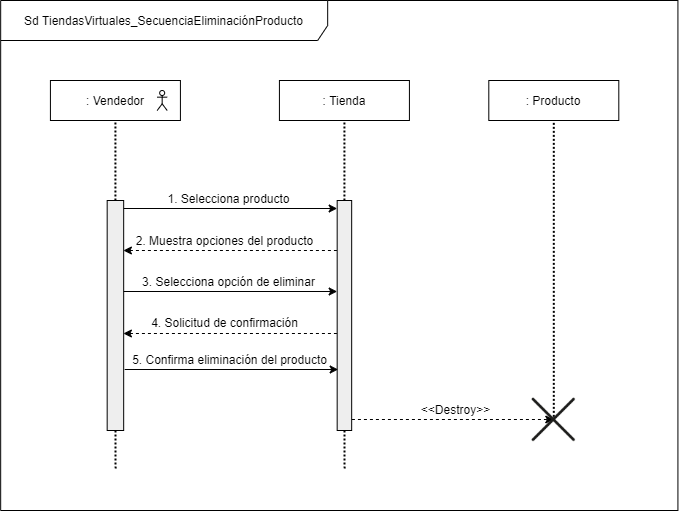 Sd TiendasVirtuales_SecuenciaEliminaciónProducto
: Vendedor
: Tienda
: Producto
1. Selecciona producto
2. Muestra opciones del producto
3. Selecciona opción de eliminar
4. Solicitud de confirmación
5. Confirma eliminación del producto
<<Destroy>>